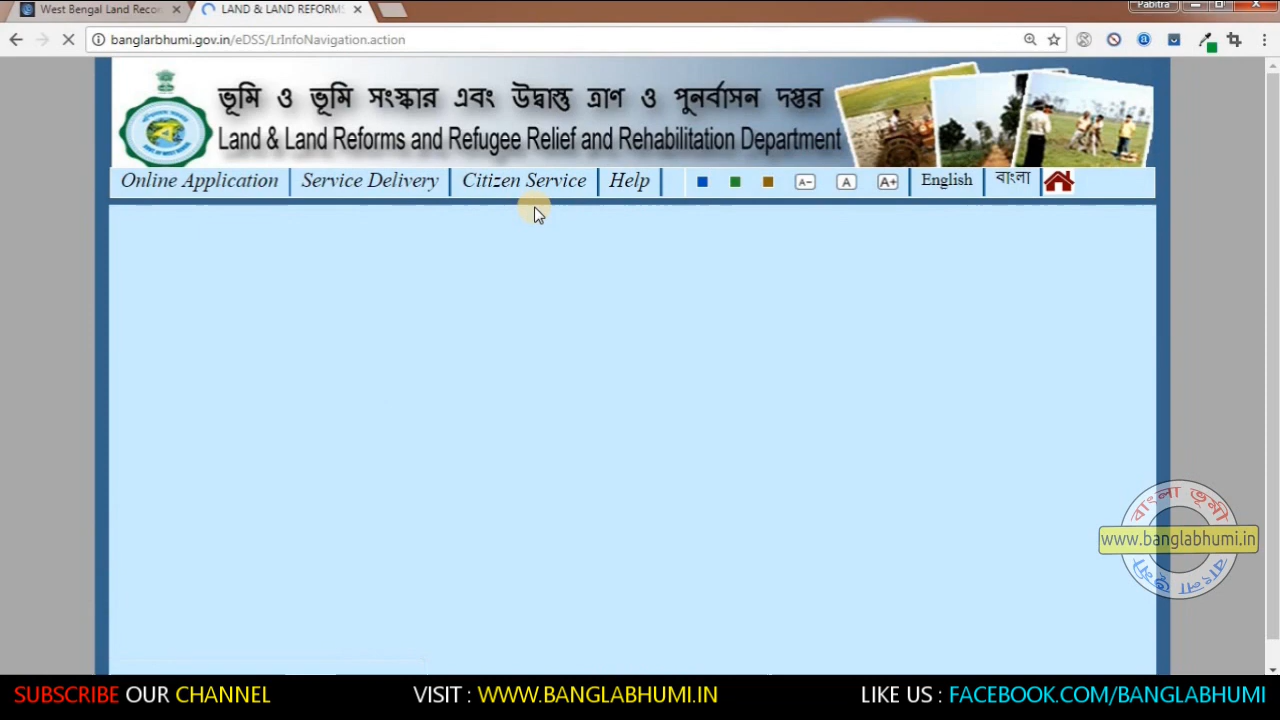 West Bengal Land Recor
LAND & LAND REFORMS
Pabitra
banglarbhumi.gov.in/eDSS/LrInfoNavigation.action
ভূমি ও ভূমি সংস্কার এবং উদ্বাস্তু ত্রাণ ও পুনর্বাসন দপ্তর
Land & Land Reforms and Refugee Relief and Rehabilitation Department
Online Application Service Delivery Citizen Service Help A- A A+ English বাংলা
বাংলা ভূমী
www.banglabhumi.in
বাংলা ভূমী
SUBSCRIBE OUR CHANNEL VISIT : WWW.BANGLABHUMI.IN LIKE US : FACEBOOK.COM/BANGLABHUMI